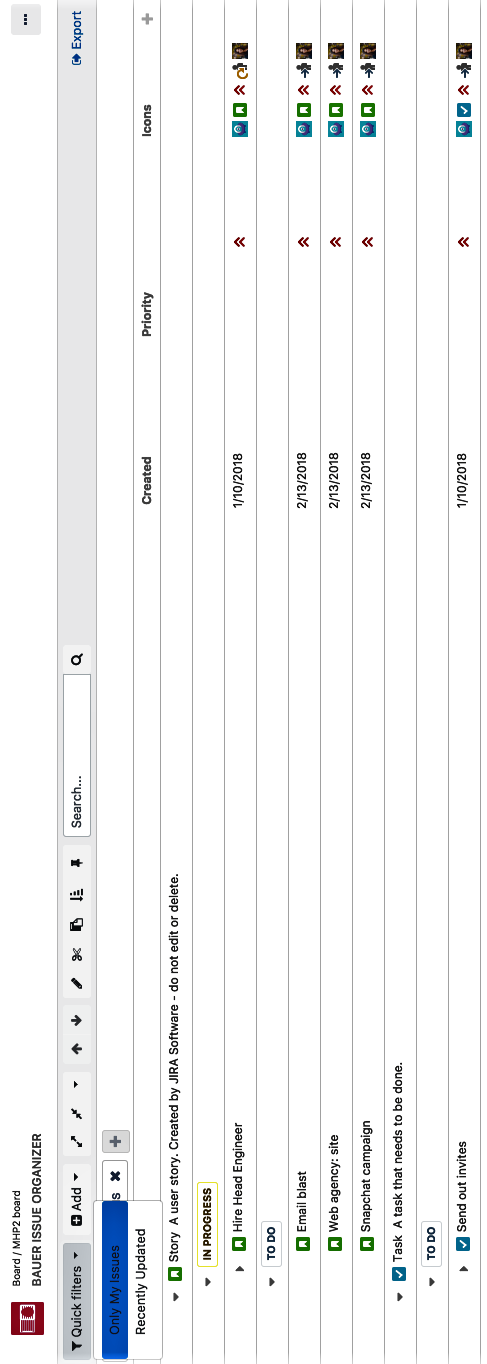 Board / MHP2 board
BAUER ISSUE ORGANIZER
Quick filters
Add
Search...
Export
Only My Issues
Recently Updated
s
Created Priority Icons
Story A user story. Created by JIRA Software - do not edit or delete.
IN PROGRESS
Hire Head Engineer 1/10/2018
TO DO
Email blast 2/13/2018
Web agency: site 2/13/2018
Snapchat campaign 2/13/2018
Task A task that needs to be done.
TO DO
Send out invites 1/10/2018